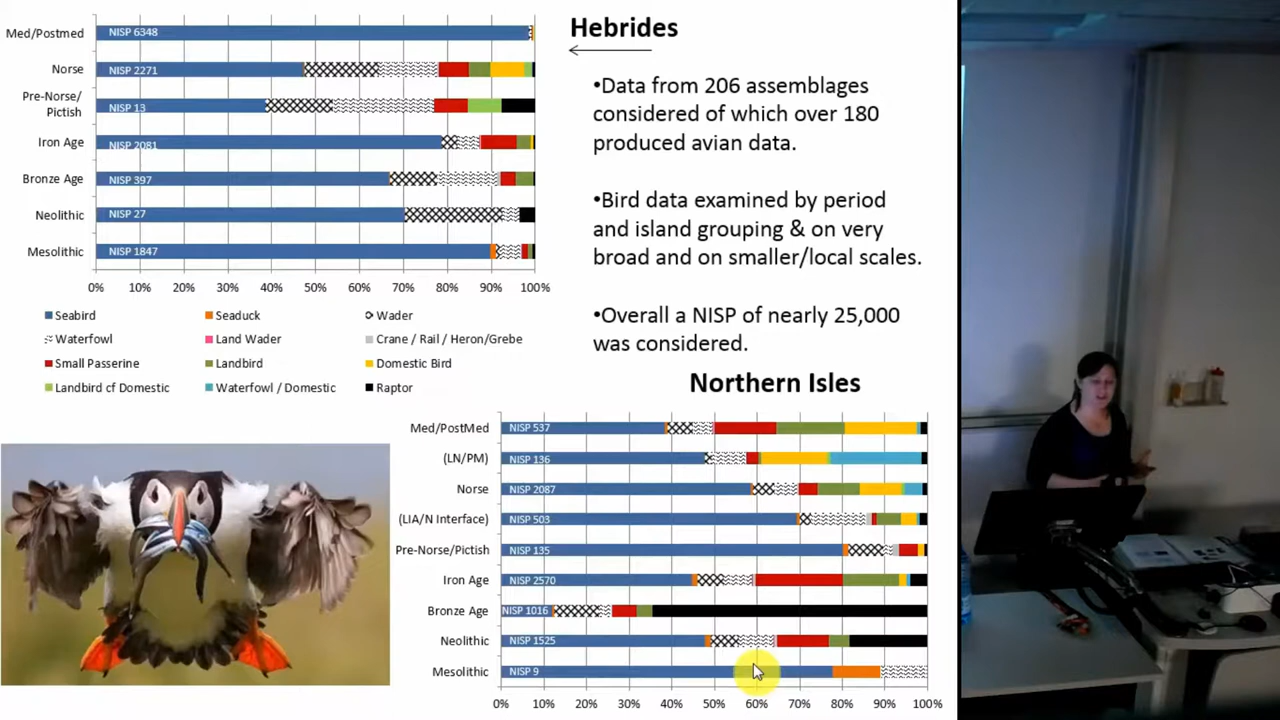 Hebrides
Med/Postmed
NISP 6348
Norse
NISP 2271
Pre-Norse/
Pictish
NISP 13
Iron Age
NISP 2081
Bronze Age
NISP 397
Neolithic
NISP 27
Mesolithic
NISP 1847
0% 10% 20% 30% 40% 50% 60% 70% 80% 90% 100%
Seabird Seaduck Wader
Waterfowl Land Wader Crane / Rail / Heron/Grebe
Small Passerine Landbird Domestic Bird
Landbird cf Domestic Waterfowl / Domestic Raptor
•Data from 206 assemblages
considered of which over 180
produced avian data.
•Bird data examined by period
and island grouping & on very
broad and on smaller/local scales.
•Overall a NISP of nearly 25,000
was considered.
Northern Isles
Med/PostMed
NISP 537
(LN/PM)
NISP 136
Norse
NISP 2087
(LIA/N Interface)
NISP 503
Pre-Norse/Pictish
NISP 135
Iron Age
NISP 2570
Bronze Age
NISP 1016
Neolithic
NISP 1525
Mesolithic
NISP 9
0% 10% 20% 30% 40% 50% 60% 70% 80% 90% 100%